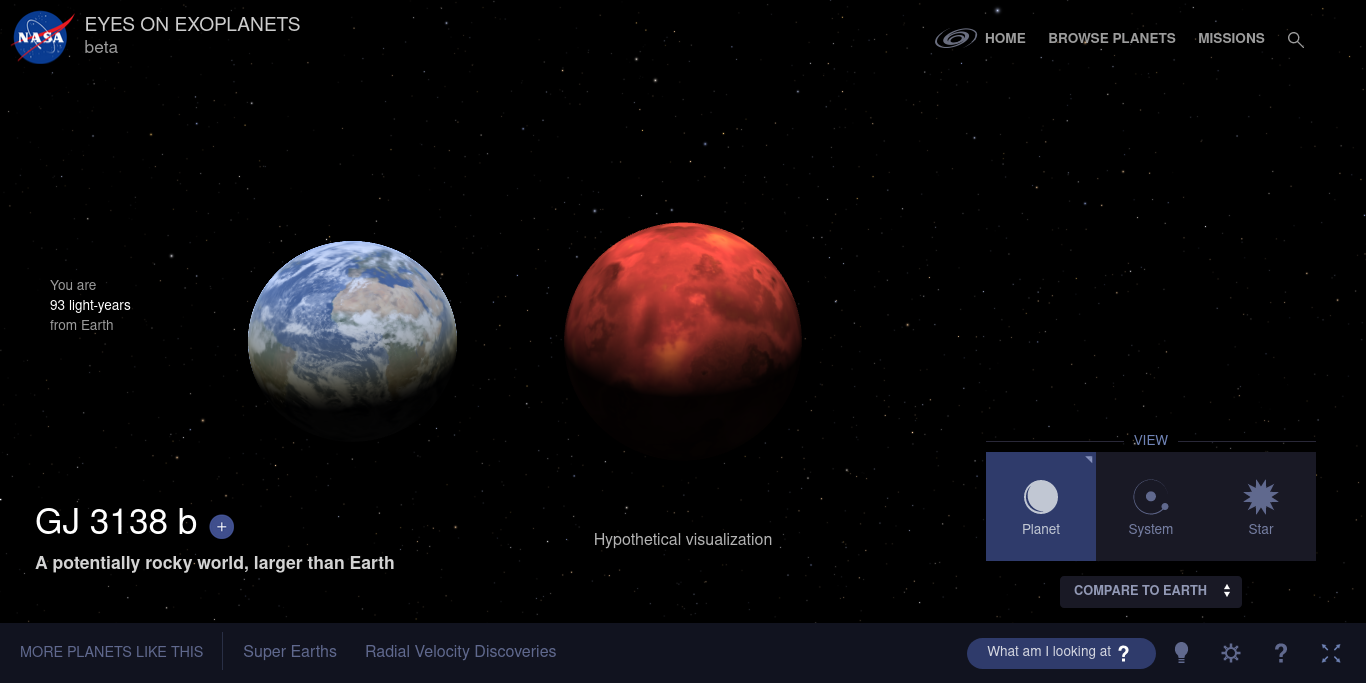 NASA
EYES ON EXOPLANETS
beta
HOME
BROWSE PLANETS
MISSIONS
You are
93 light-years
from Earth
VIEW
Planet
System
Star
GJ 3138 b +
A potentially rocky world, larger than Earth
Hypothetical visualization
COMPARE TO EARTH
MORE PLANETS LIKE THIS
Super Earths
Radial Velocity Discoveries
What am I looking at ?
?